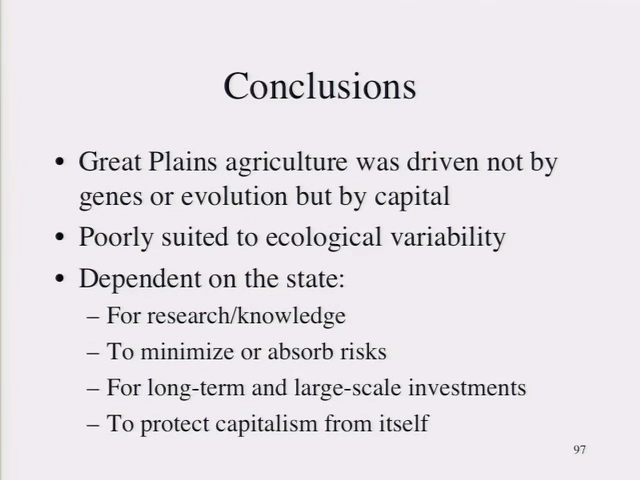 Conclusions
• Great Plains agriculture was driven not by
genes or evolution but by capital
• Poorly suited to ecological variability
• Dependent on the state:
– For research/knowledge
– To minimize or absorb risks
– For long-term and large-scale investments
– To protect capitalism from itself
97